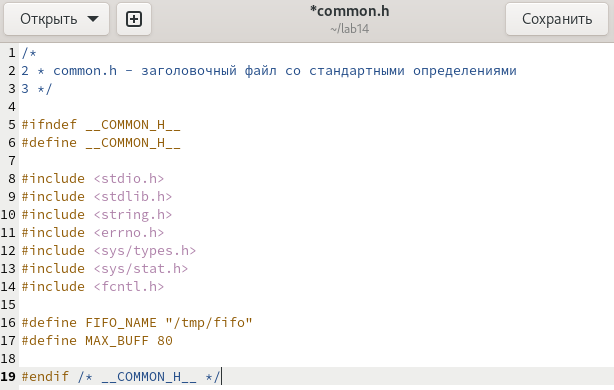 Открыть
*common.h
~/lab14
Сохранить
1 /*
2 2 * common.h - заголовочный файл со стандартными определениями
3 3 */
4
5 #ifndef __COMMON_H__
6 #define __COMMON_H__
7
8 #include <stdio.h>
9 #include <stdlib.h>
10 #include <string.h>
11 #include <errno.h>
12 #include <sys/types.h>
13 #include <sys/stat.h>
14 #include <fcntl.h>
15
16 #define FIFO_NAME "/tmp/fifo"
17 #define MAX_BUFF 80
18
19 #endif /* __COMMON_H__ */